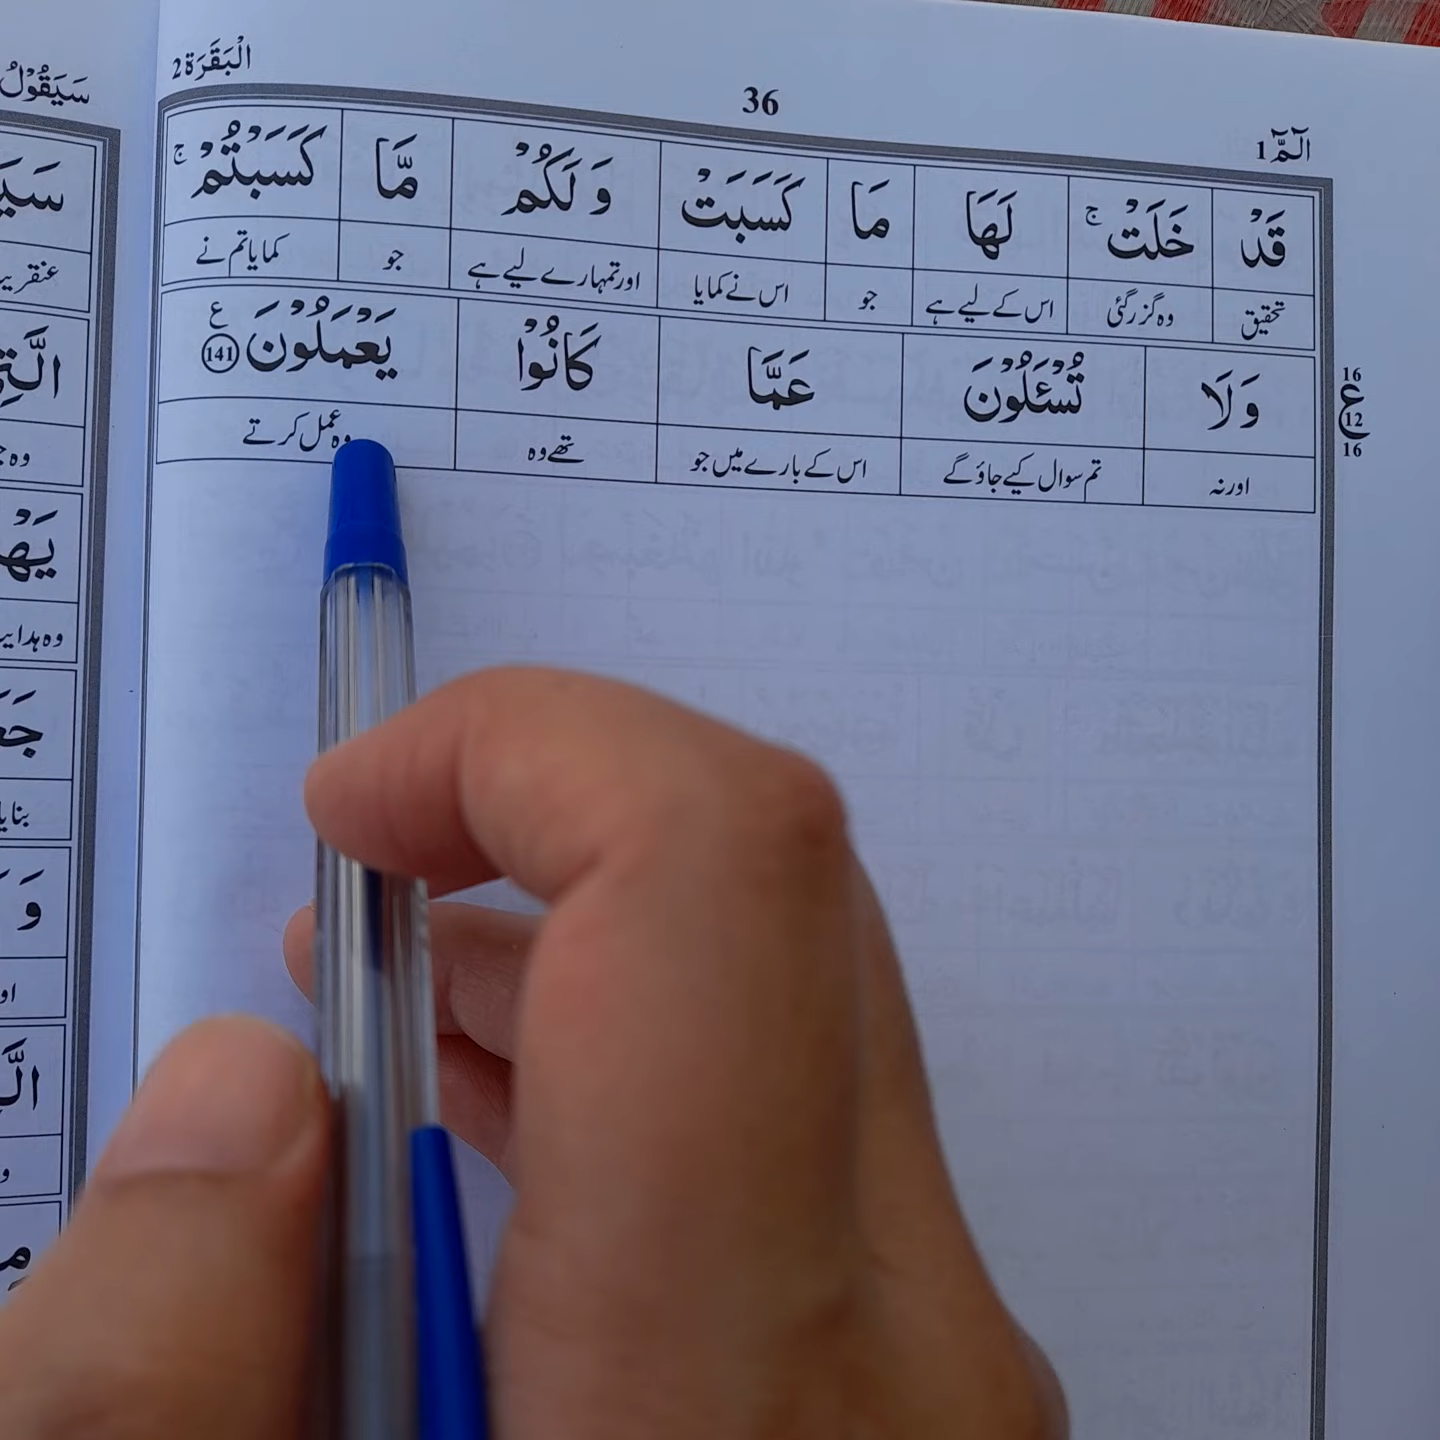 الٓمّٓ 1
36
الْبَقَرَة 2
قَدْ خَلَتْ ۚ لَهَا مَا كَسَبَتْ وَ لَكُمْ مَّا كَسَبْتُمْ ۚ
تحقیق وہ گزر گئی اس کے لیے ہے جو اس نے کمایا اور تمہارے لیے ہے جو کمایا تم نے
وَلَا تُسْـَٔلُوْنَ عَمَّا كَانُوْا يَعْمَلُوْنَ 141 ع
اور نہ تم سوال کیے جاؤ گے اس کے بارے میں جو تھے وہ وہ عمل کرتے
16
ع 12
16
سَيَقُوْلُ
عنقریب
وَ